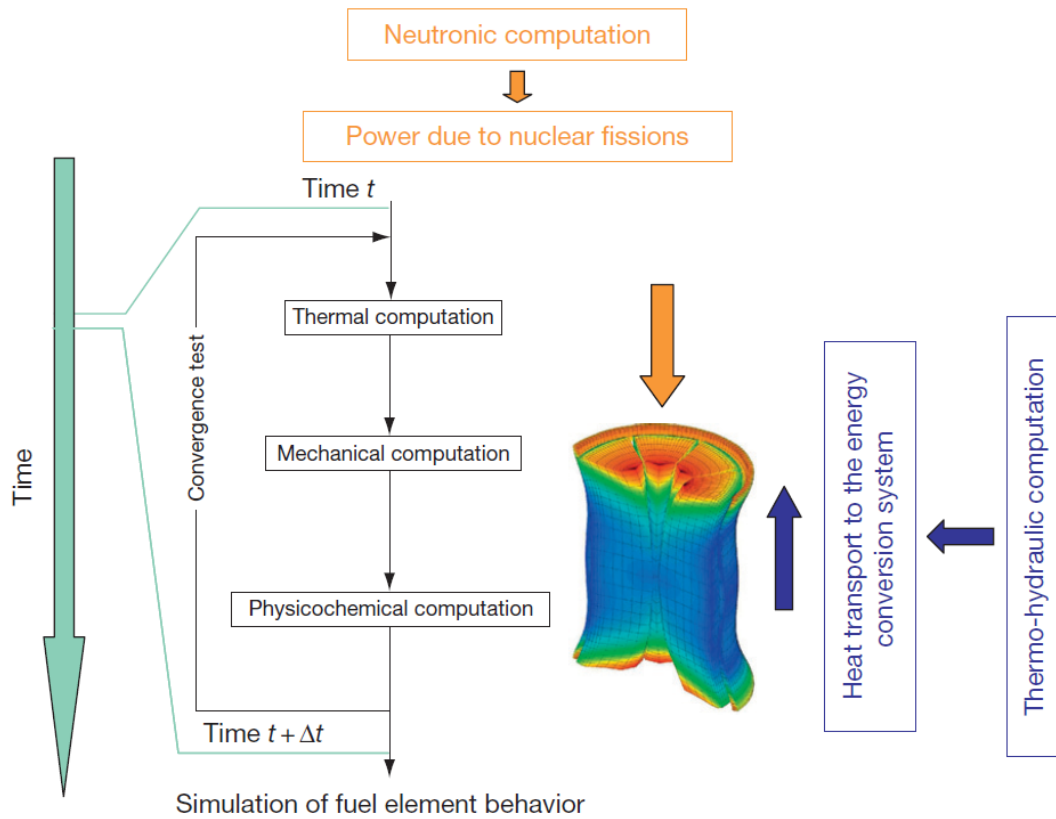 Neutronic computation
Power due to nuclear fissions
Time t
Thermal computation
Convergence test
Mechanical computation
Time
Physicochemical computation
Heat transport to the energy
conversion system
Thermo-hydraulic computation
Time t + Δt
Simulation of fuel element behavior